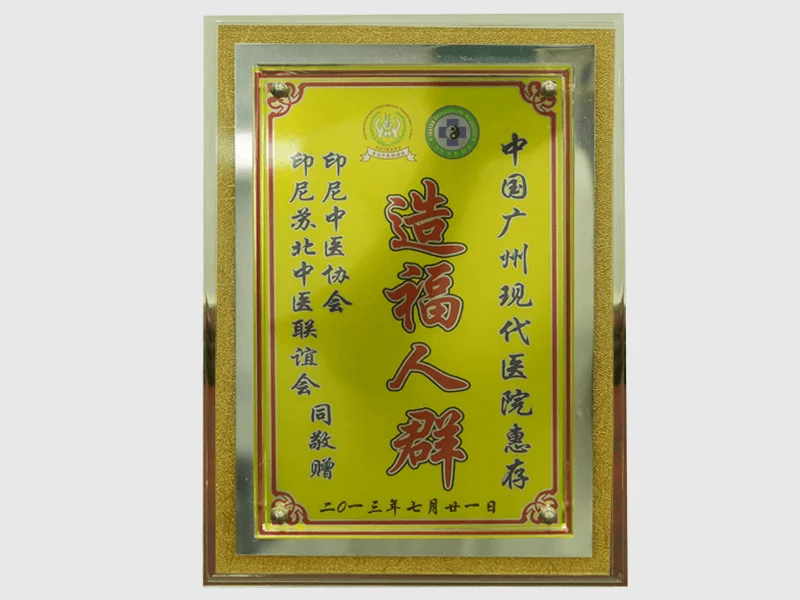 中国广州现代医院惠存
造福人群
印尼中医协会
印尼苏北中医联谊会
同敬赠
二〇一三年七月廿一日